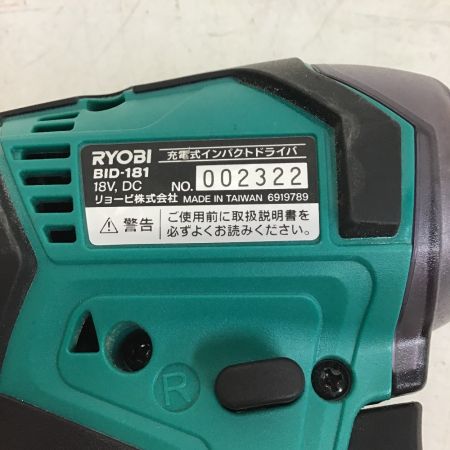 RYOBI 充電式インパクトドライバ
BID-181
18V, DC NO. 002322
リョービ株式会社 MADE IN TAIWAN 6919789
警告 ご使用前に取扱説明書を
必ずよくお読みください。
R